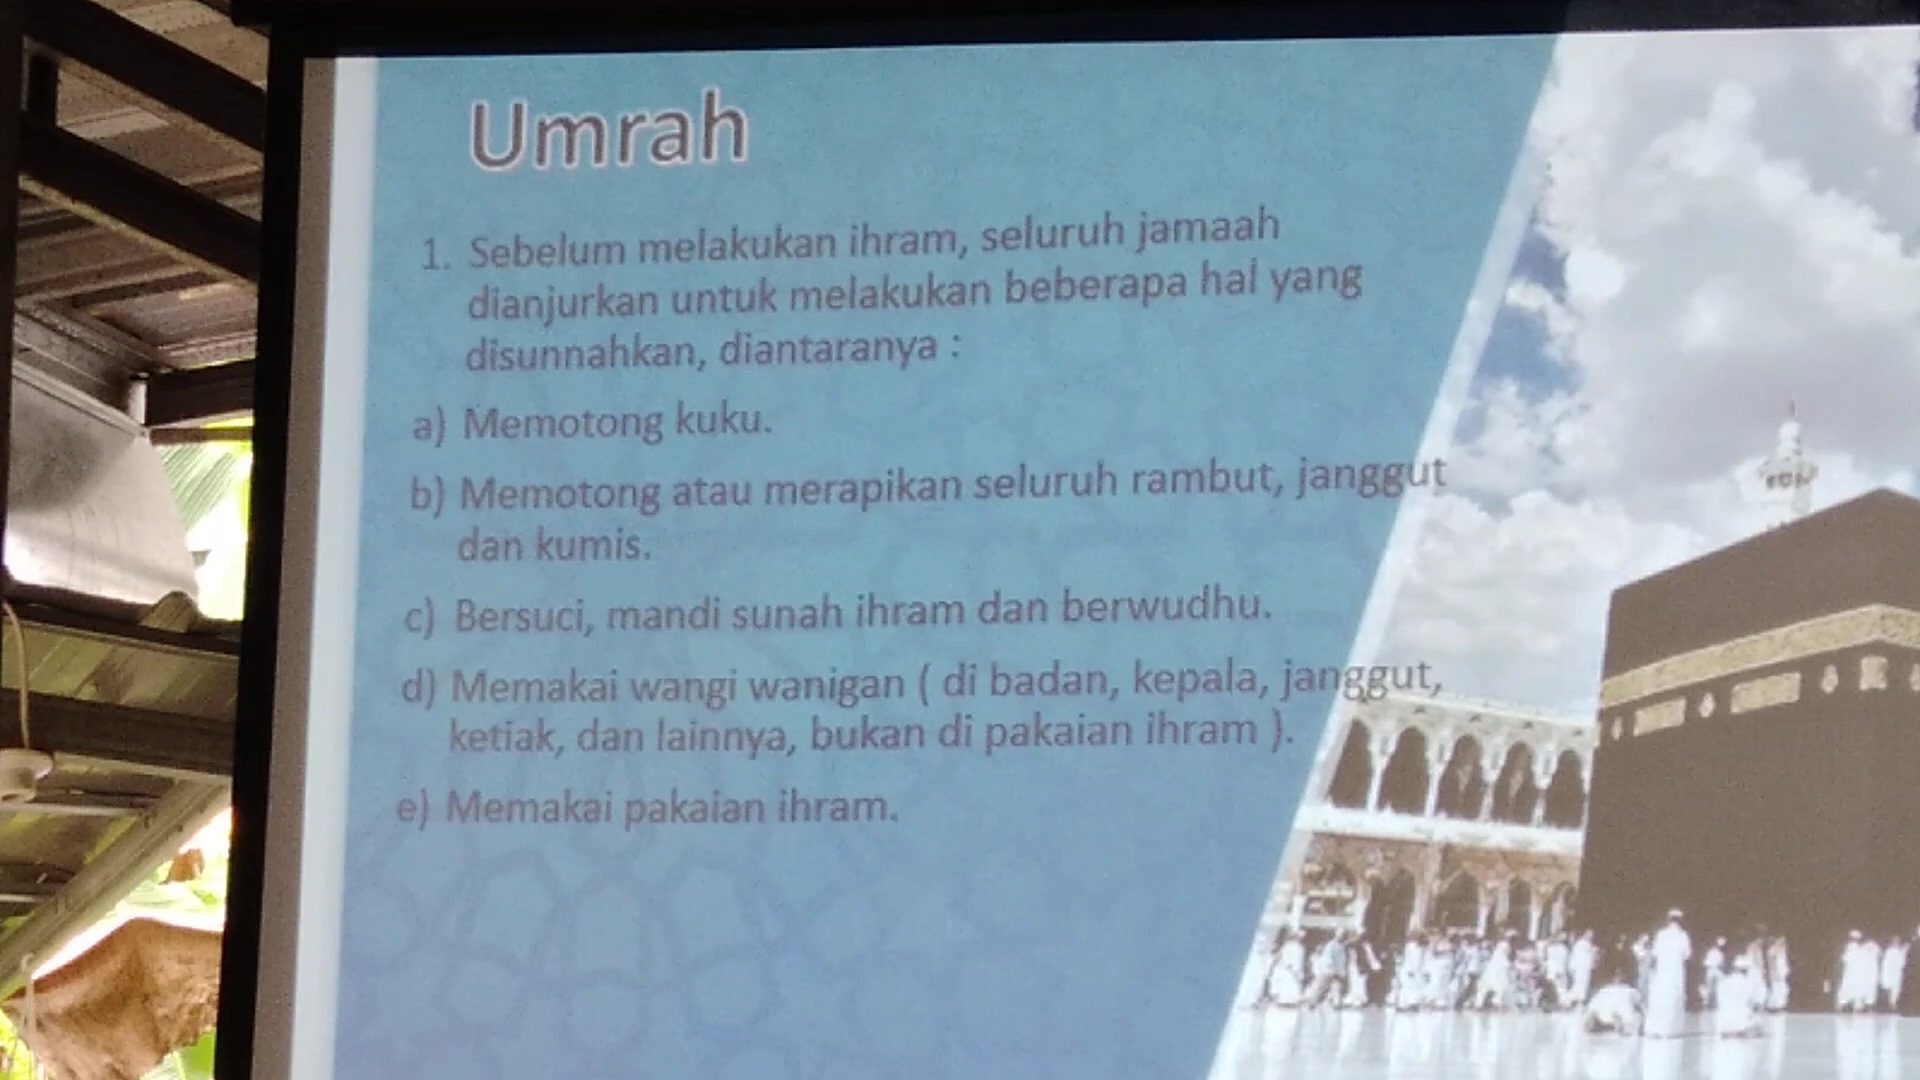 Umrah
1. Sebelum melakukan ihram, seluruh jamaah
dianjurkan untuk melakukan beberapa hal yang
disunnahkan, diantaranya :
a) Memotong kuku.
b) Memotong atau merapikan seluruh rambut, janggut
dan kumis.
c) Bersuci, mandi sunah ihram dan berwudhu.
d) Memakai wangi wanigan ( di badan, kepala, janggut,
ketiak, dan lainnya, bukan di pakaian ihram ).
e) Memakai pakaian ihram.